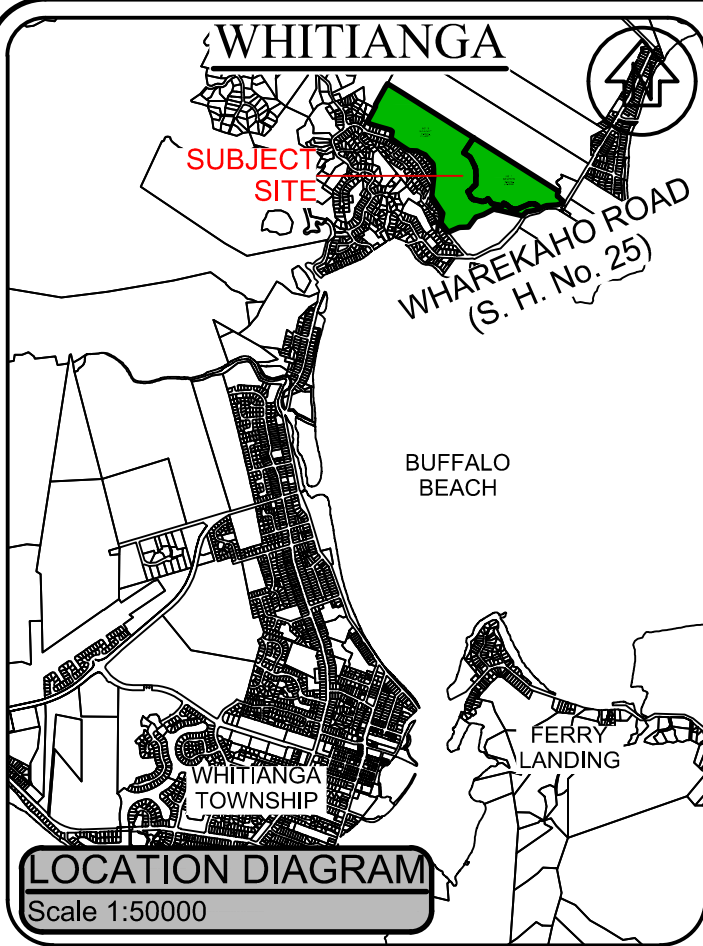 WHITIANGA
SUBJECT
SITE
WHAREKAHO ROAD
(S. H. No. 25)
BUFFALO
BEACH
FERRY
LANDING
WHITIANGA
TOWNSHIP
LOCATION DIAGRAM
Scale 1:50000